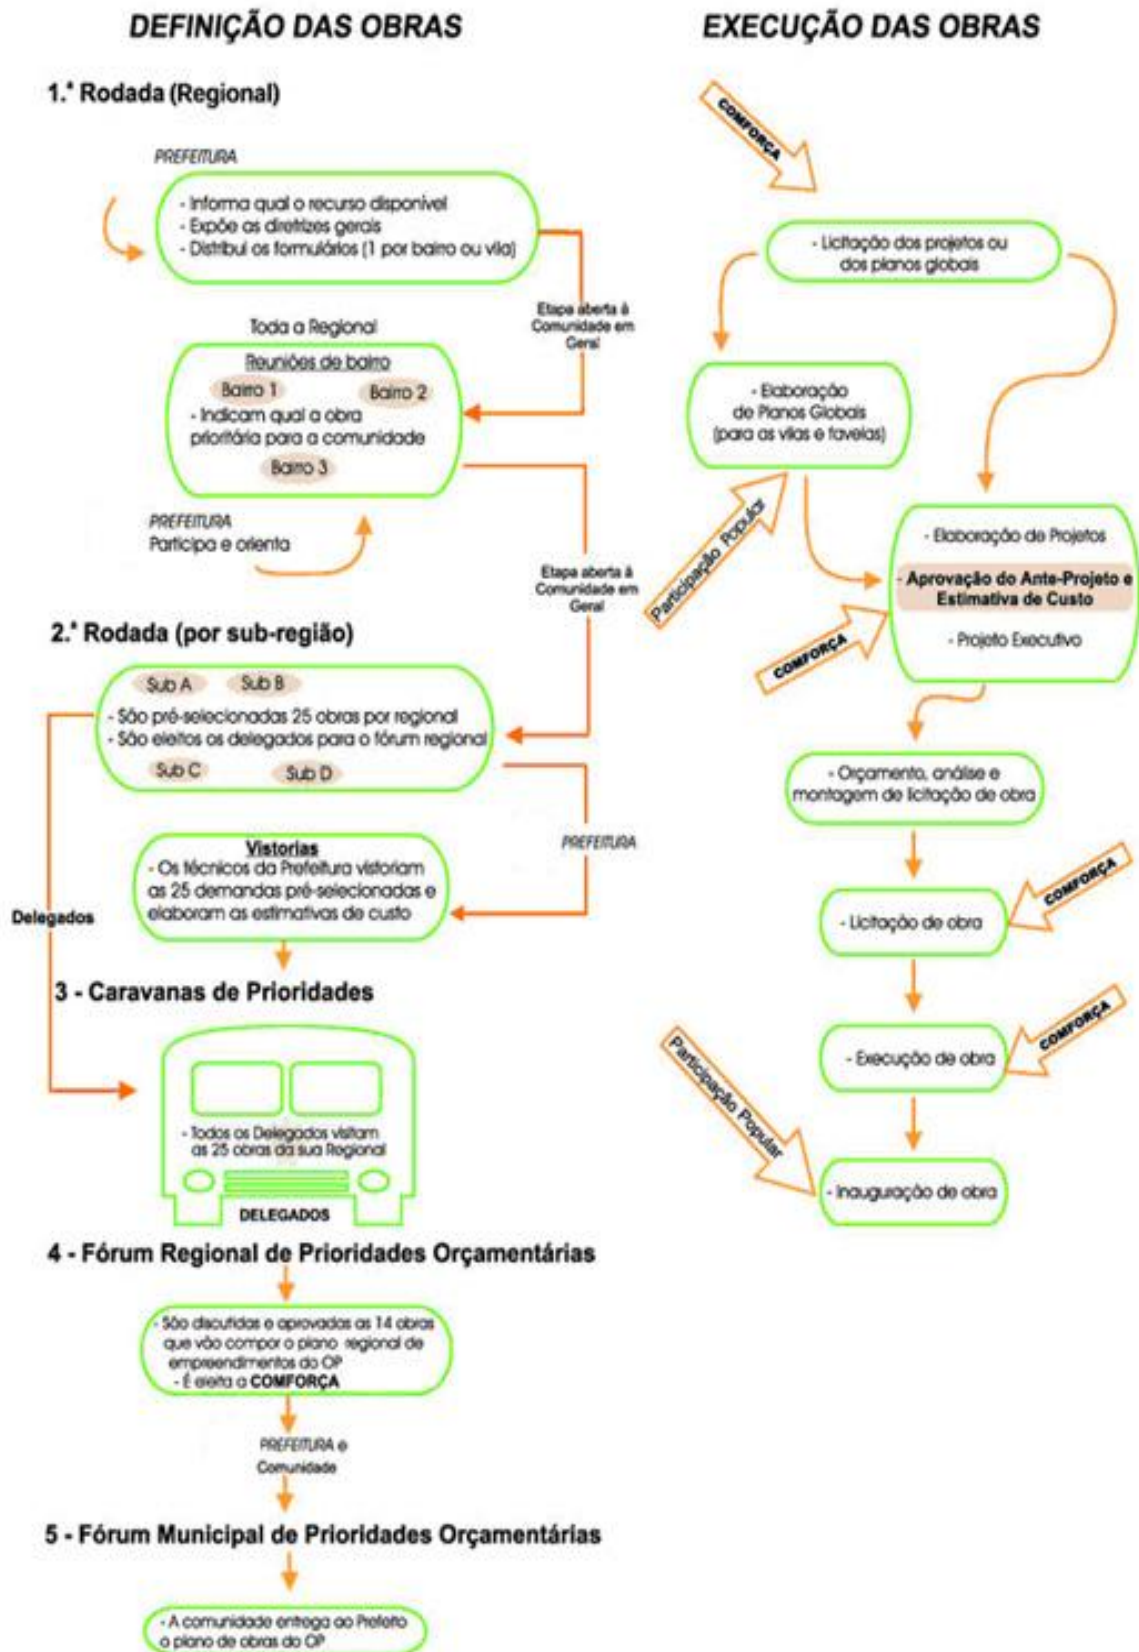 DEFINIÇÃO DAS OBRAS
1.ª Rodada (Regional)
PREFEITURA
- Informa qual o recurso disponível
- Expõe as diretrizes gerais
- Distribui os formulários (1 por bairro ou vila)
Etapa aberta à
Comunidade em
Geral
Toda a Regional
Reuniões de bairro
Bairro 1
Bairro 2
- Indicam qual a obra
prioritária para a comunidade
Bairro 3
PREFEITURA
Participa e orienta
Etapa aberta à
Comunidade em
Geral
2.ª Rodada (por sub-região)
Sub A
Sub B
- São pré-selecionadas 25 obras por regional
- São eleitos os delegados para o fórum regional
Sub C
Sub D
PREFEITURA
Vistorias
- Os técnicos da Prefeitura vistoriam
as 25 demandas pré-selecionadas e
elaboram as estimativas de custo
Delegados
3 - Caravanas de Prioridades
- Todos os Delegados visitam
as 25 obras da sua Regional
DELEGADOS
4 - Fórum Regional de Prioridades Orçamentárias
- São discutidas e aprovadas as 14 obras
que vão compor o plano regional de
empreendimentos do OP
- É eleita a COMFORÇA
PREFEITURA e
Comunidade
5 - Fórum Municipal de Prioridades Orçamentárias
- A comunidade entrega ao Prefeito
o plano de obras do OP
EXECUÇÃO DAS OBRAS
COMFORÇA
- Licitação dos projetos ou
dos planos globais
- Elaboração
de Planos Globais
(para as vilas e favelas)
Participação Popular
- Elaboração de Projetos
- Aprovação do Ante-Projeto e
Estimativa de Custo
- Projeto Executivo
COMFORÇA
- Orçamento, análise e
montagem de licitação de obra
COMFORÇA
- Licitação de obra
COMFORÇA
- Execução de obra
Participação Popular
- Inauguração de obra